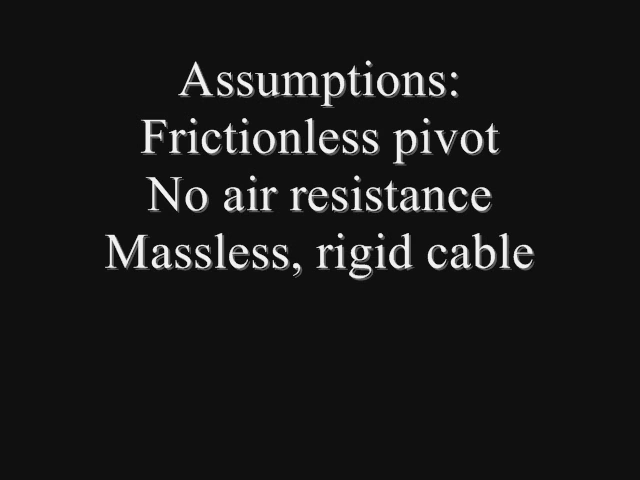 Assumptions:
Frictionless pivot
No air resistance
Massless, rigid cable